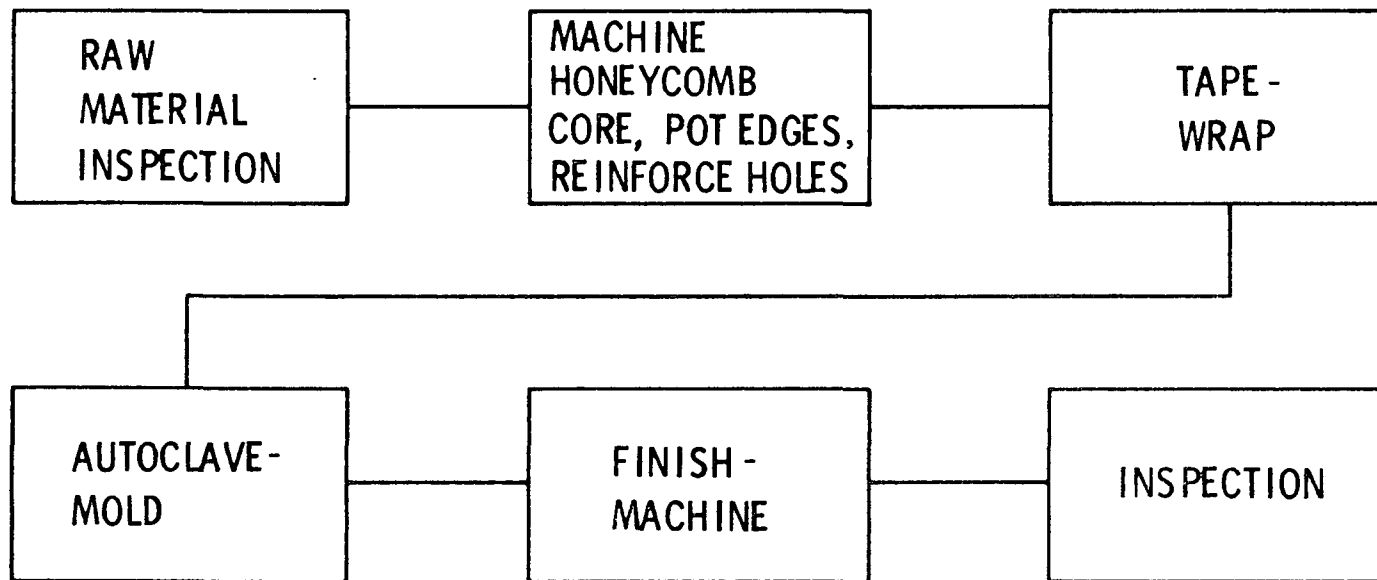 RAW
MATERIAL
INSPECTION
MACHINE
HONEYCOMB
CORE, POT EDGES,
REINFORCE HOLES
TAPE-
WRAP
AUTOCLAVE-
MOLD
FINISH-
MACHINE
INSPECTION